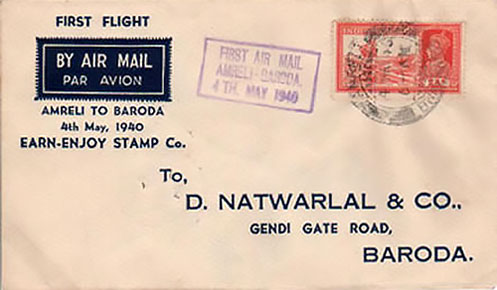 FIRST FLIGHT
BY AIR MAIL
PAR AVION
AMRELI TO BARODA
4th May, 1940
EARN-ENJOY STAMP Co.
FIRST AIR MAIL
AMRELI-BARODA.
4 TH. MAY 1940
INDIA
To,
D. NATWARLAL & CO.,
GENDI GATE ROAD,
BARODA.